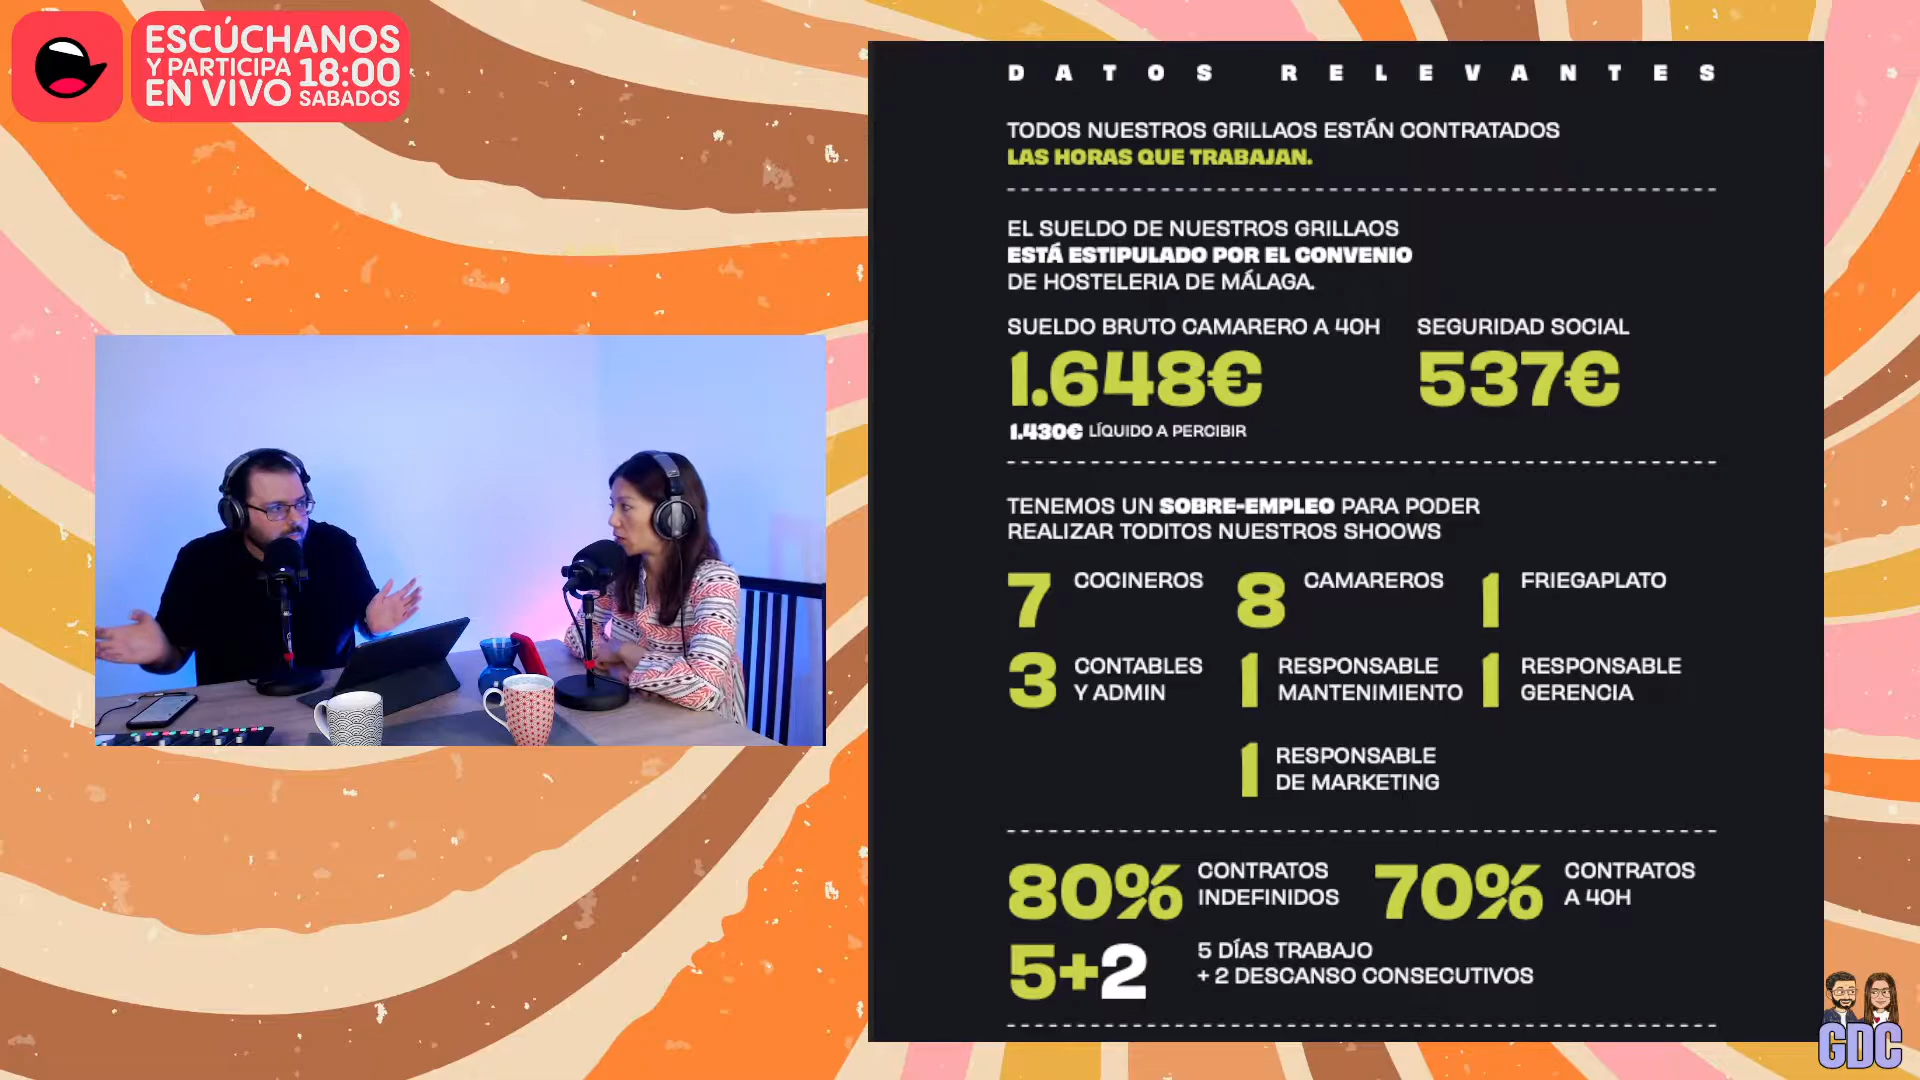 ESCÚCHANOS
Y PARTICIPA
EN VIVO
18:00
SABADOS
DATOS RELEVANTES
TODOS NUESTROS GRILLAOS ESTÁN CONTRATADOS
LAS HORAS QUE TRABAJAN.
EL SUELDO DE NUESTROS GRILLAOS
ESTÁ ESTIPULADO POR EL CONVENIO
DE HOSTELERIA DE MÁLAGA.
SUELDO BRUTO CAMARERO A 40H
1.648€
1.430€ LÍQUIDO A PERCIBIR
SEGURIDAD SOCIAL
537€
TENEMOS UN SOBRE-EMPLEO PARA PODER
REALIZAR TODITOS NUESTROS SHOOWS
7 COCINEROS
8 CAMAREROS
1 FRIEGAPLATO
3 CONTABLES
Y ADMIN
1 RESPONSABLE
MANTENIMIENTO
1 RESPONSABLE
GERENCIA
1 RESPONSABLE
DE MARKETING
80% CONTRATOS
INDEFINIDOS
70% CONTRATOS
A 40H
5+2 5 DÍAS TRABAJO
+ 2 DESCANSO CONSECUTIVOS
GDC